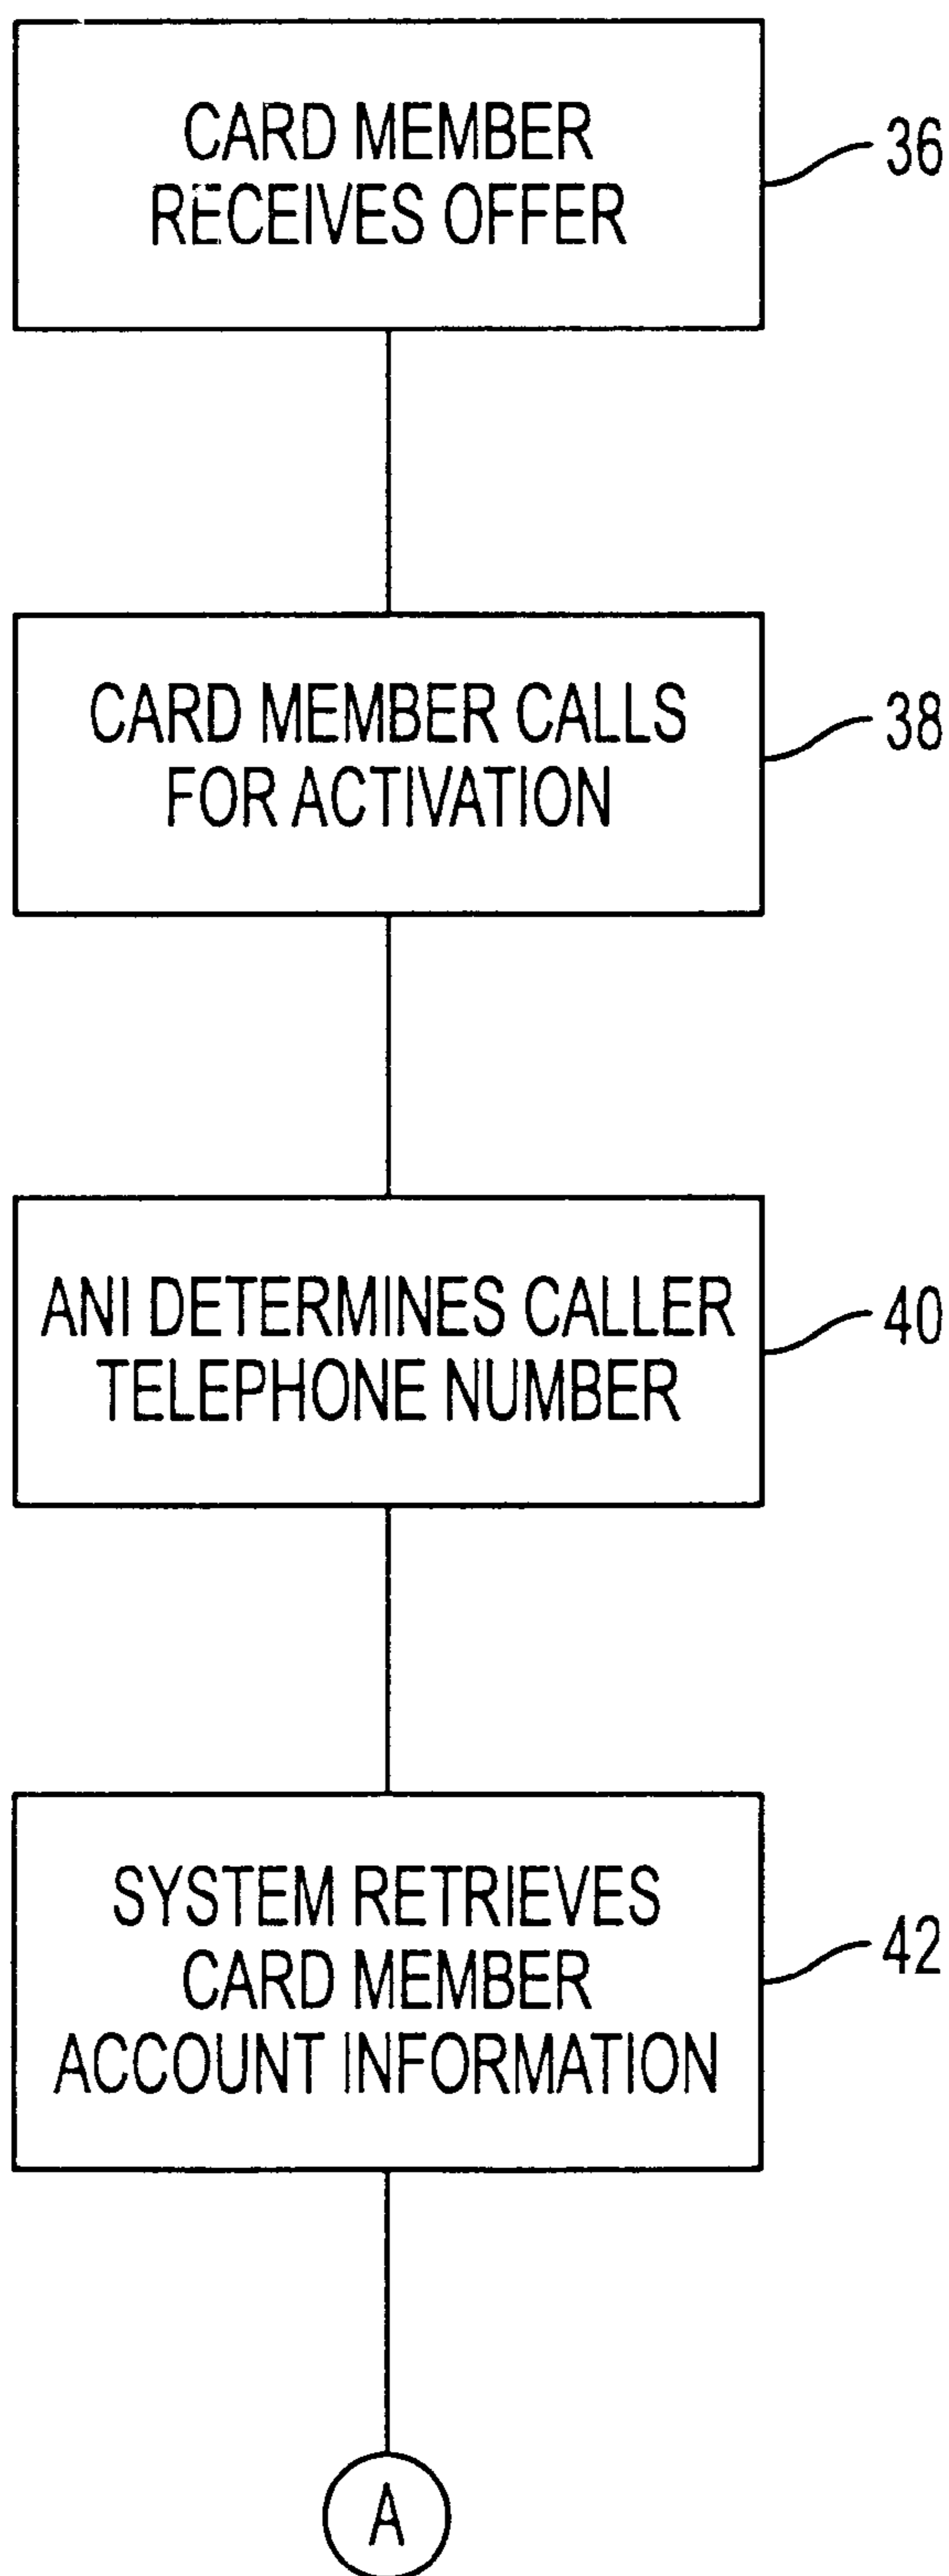 CARD MEMBER
RECEIVES OFFER
36
CARD MEMBER CALLS
FOR ACTIVATION
38
ANI DETERMINES CALLER
TELEPHONE NUMBER
40
SYSTEM RETRIEVES
CARD MEMBER
ACCOUNT INFORMATION
42
A